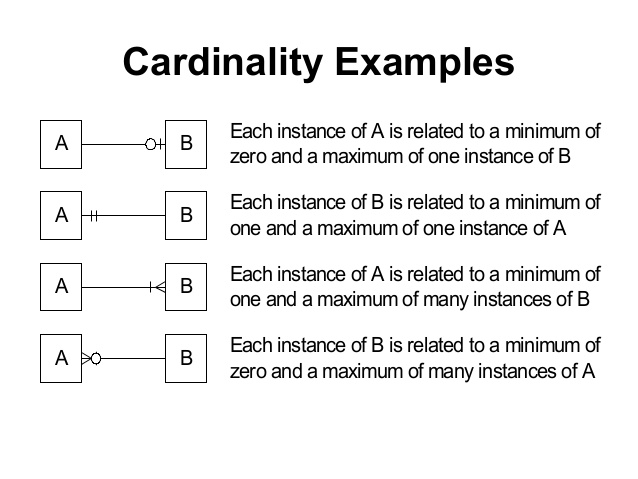 Cardinality Examples
A B Each instance of A is related to a minimum of
zero and a maximum of one instance of B
A B Each instance of B is related to a minimum of
one and a maximum of one instance of A
A B Each instance of A is related to a minimum of
one and a maximum of many instances of B
A B Each instance of B is related to a minimum of
zero and a maximum of many instances of A